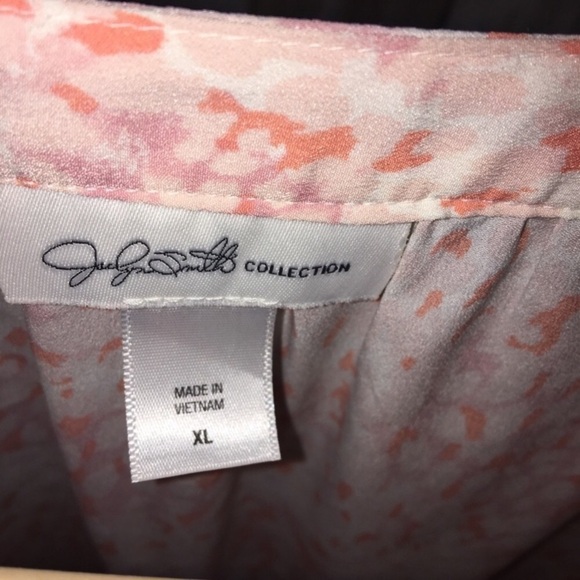 Jaclyn Smith COLLECTION
MADE IN
VIETNAM
XL